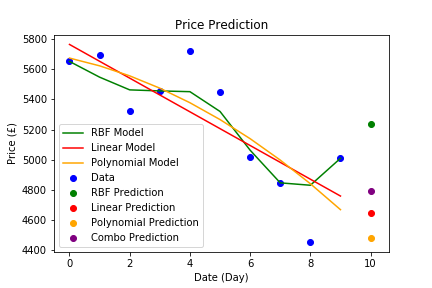 Price Prediction
5800
5600
5400
5200
5000
4800
4600
4400
Price (£)
RBF Model
Linear Model
Polynomial Model
Data
RBF Prediction
Linear Prediction
Polynomial Prediction
Combo Prediction
0 2 4 6 8 10
Date (Day)